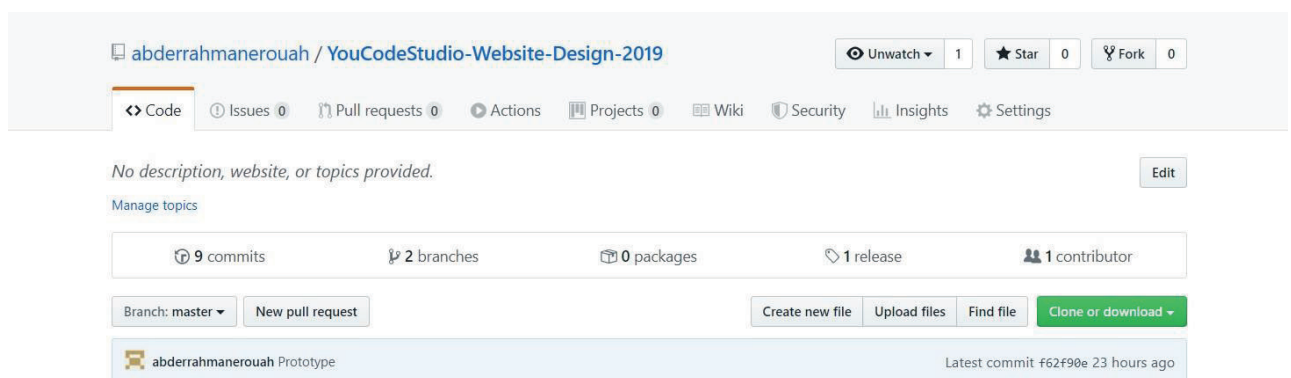 abderrahmanerouah / YouCodeStudio-Website-Design-2019 Unwatch 1 Star 0 Fork 0
Code Issues 0 Pull requests 0 Actions Projects 0 Wiki Security Insights Settings
No description, website, or topics provided. Edit
Manage topics
9 commits 2 branches 0 packages 1 release 1 contributor
Branch: master New pull request Create new file Upload files Find file Clone or download
abderrahmanerouah Prototype Latest commit f62f90e 23 hours ago